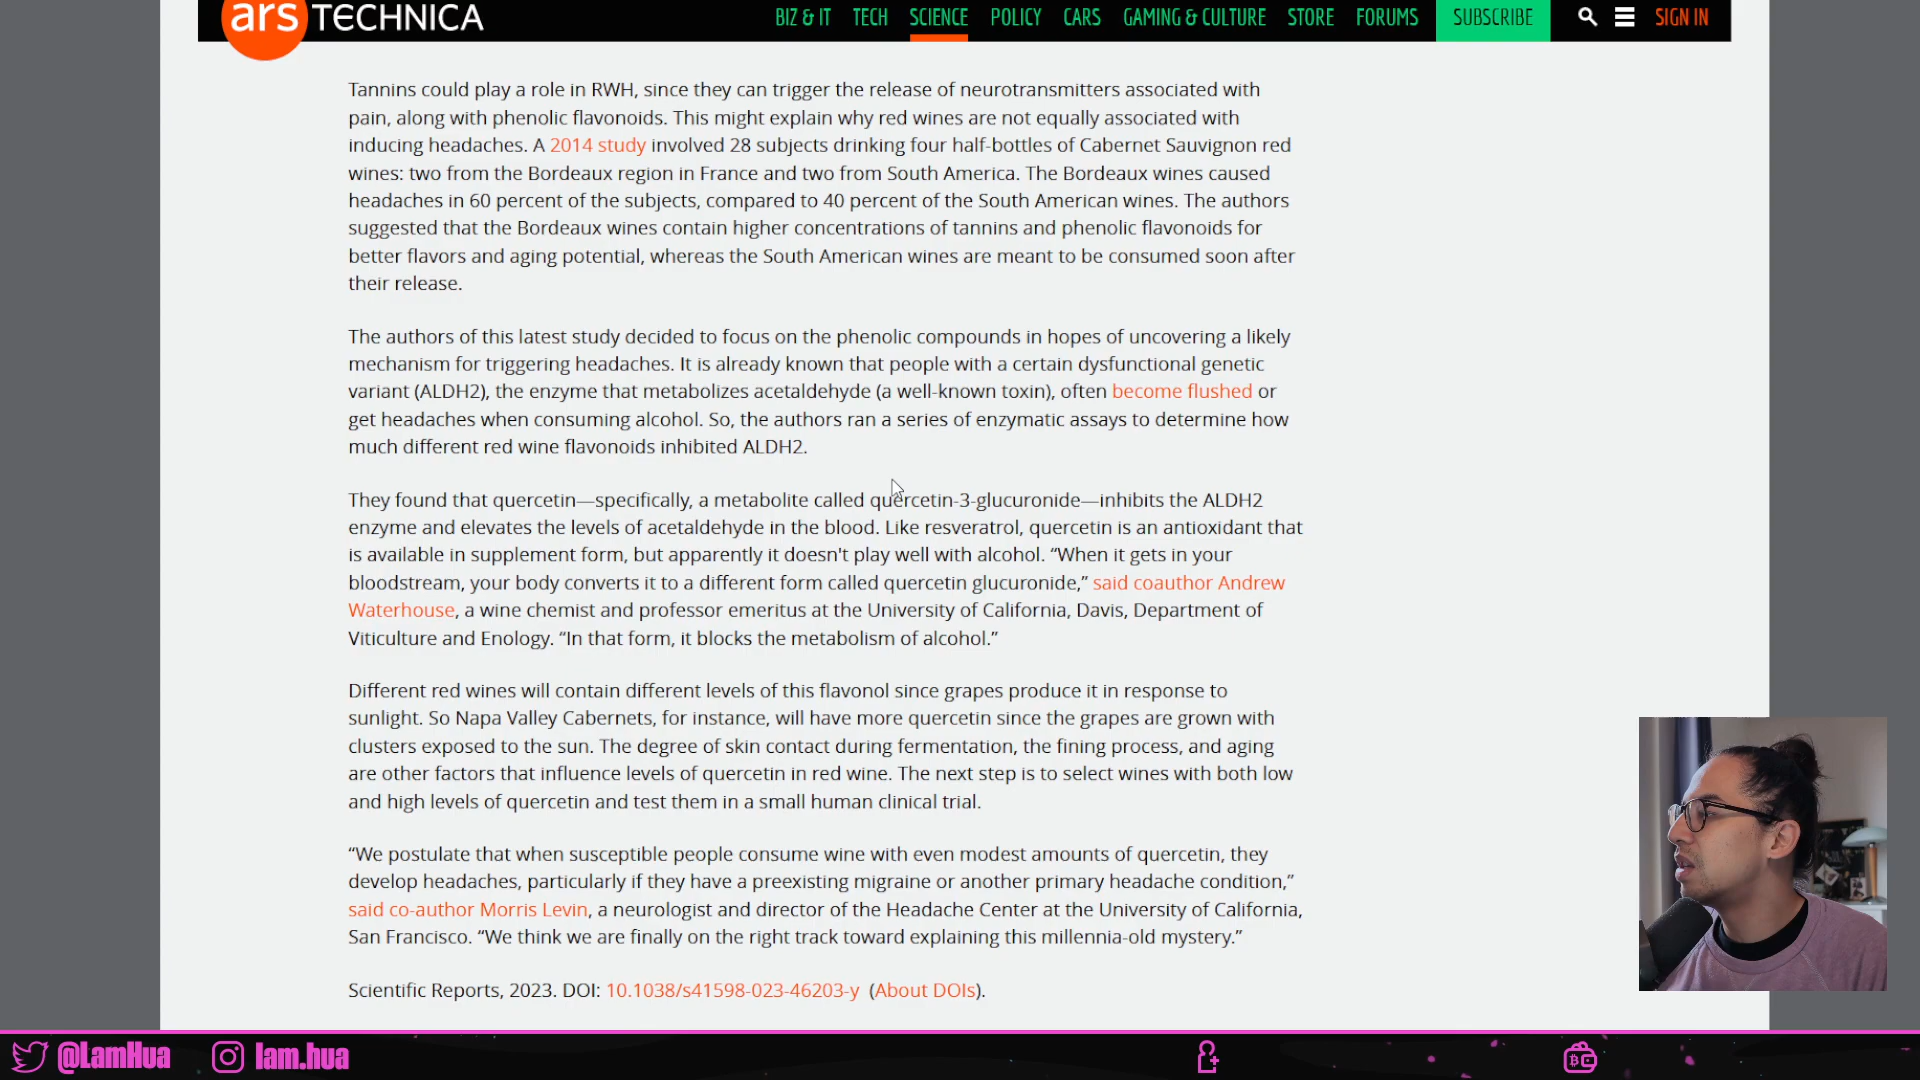 ars TECHNICA
BIZ & IT TECH SCIENCE POLICY CARS GAMING & CULTURE STORE FORUMS SUBSCRIBE SIGN IN
Tannins could play a role in RWH, since they can trigger the release of neurotransmitters associated with
pain, along with phenolic flavonoids. This might explain why red wines are not equally associated with
inducing headaches. A 2014 study involved 28 subjects drinking four half-bottles of Cabernet Sauvignon red
wines: two from the Bordeaux region in France and two from South America. The Bordeaux wines caused
headaches in 60 percent of the subjects, compared to 40 percent of the South American wines. The authors
suggested that the Bordeaux wines contain higher concentrations of tannins and phenolic flavonoids for
better flavors and aging potential, whereas the South American wines are meant to be consumed soon after
their release.
The authors of this latest study decided to focus on the phenolic compounds in hopes of uncovering a likely
mechanism for triggering headaches. It is already known that people with a certain dysfunctional genetic
variant (ALDH2), the enzyme that metabolizes acetaldehyde (a well-known toxin), often become flushed or
get headaches when consuming alcohol. So, the authors ran a series of enzymatic assays to determine how
much different red wine flavonoids inhibited ALDH2.
They found that quercetin—specifically, a metabolite called quercetin-3-glucuronide—inhibits the ALDH2
enzyme and elevates the levels of acetaldehyde in the blood. Like resveratrol, quercetin is an antioxidant that
is available in supplement form, but apparently it doesn't play well with alcohol. “When it gets in your
bloodstream, your body converts it to a different form called quercetin glucuronide,” said coauthor Andrew
Waterhouse, a wine chemist and professor emeritus at the University of California, Davis, Department of
Viticulture and Enology. “In that form, it blocks the metabolism of alcohol.”
Different red wines will contain different levels of this flavonol since grapes produce it in response to
sunlight. So Napa Valley Cabernets, for instance, will have more quercetin since the grapes are grown with
clusters exposed to the sun. The degree of skin contact during fermentation, the fining process, and aging
are other factors that influence levels of quercetin in red wine. The next step is to select wines with both low
and high levels of quercetin and test them in a small human clinical trial.
“We postulate that when susceptible people consume wine with even modest amounts of quercetin, they
develop headaches, particularly if they have a preexisting migraine or another primary headache condition,”
said co-author Morris Levin, a neurologist and director of the Headache Center at the University of California,
San Francisco. “We think we are finally on the right track toward explaining this millennia-old mystery.”
Scientific Reports, 2023. DOI: 10.1038/s41598-023-46203-y (About DOIs).
@LamHua lam.hua